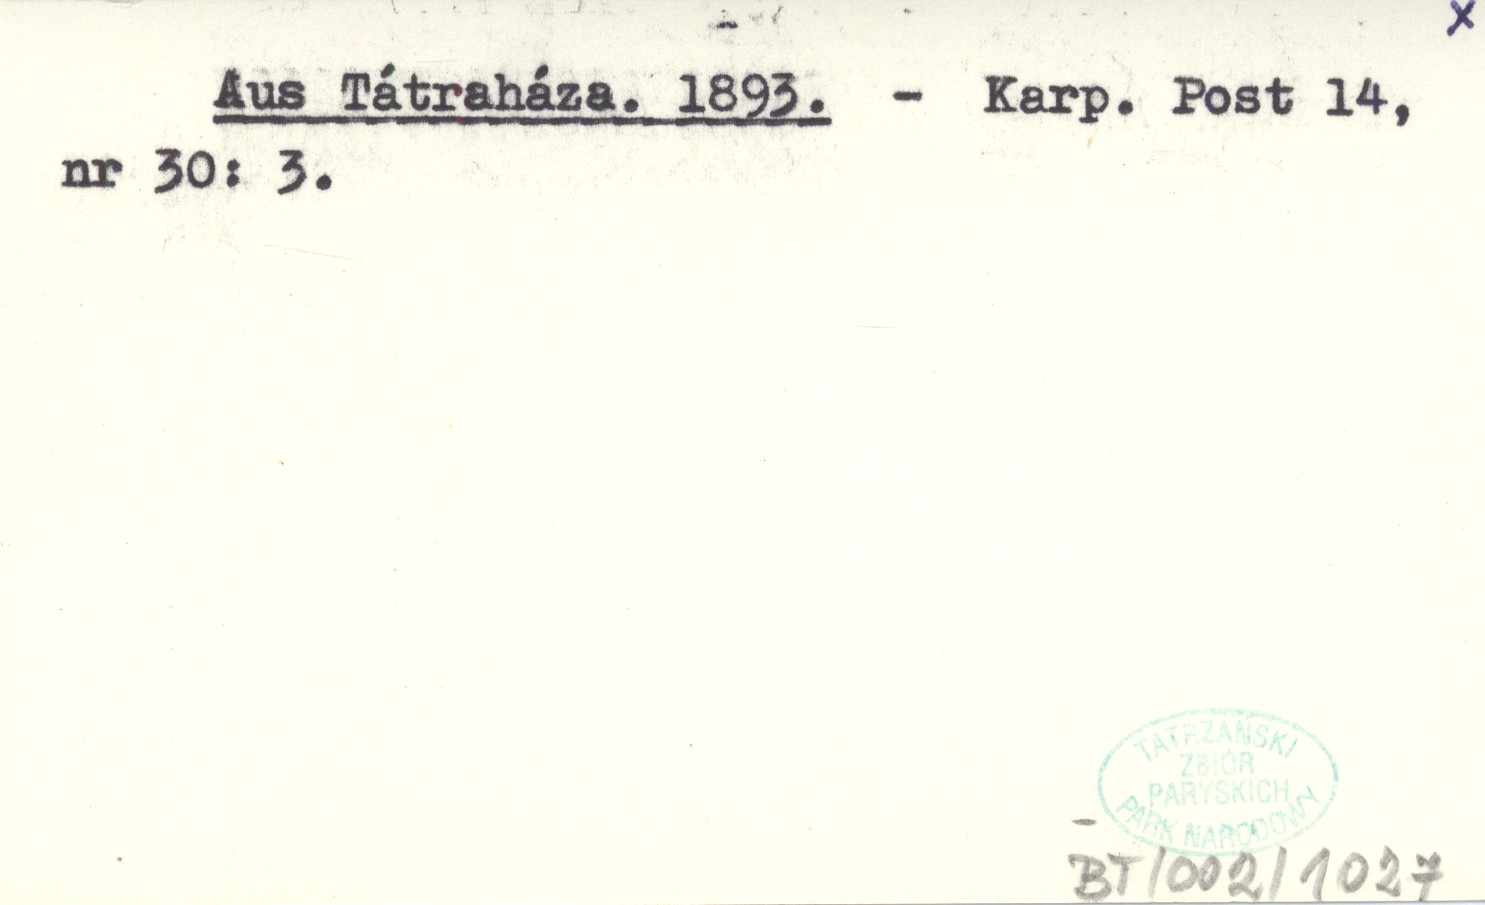 x
Aus Tátraháza. 1893. - Karp. Post 14,
nr 30: 3.
TATRZAŃSKI
ZBIÓR
PARYSKICH
PARK NARODOWY
BT/002/1027